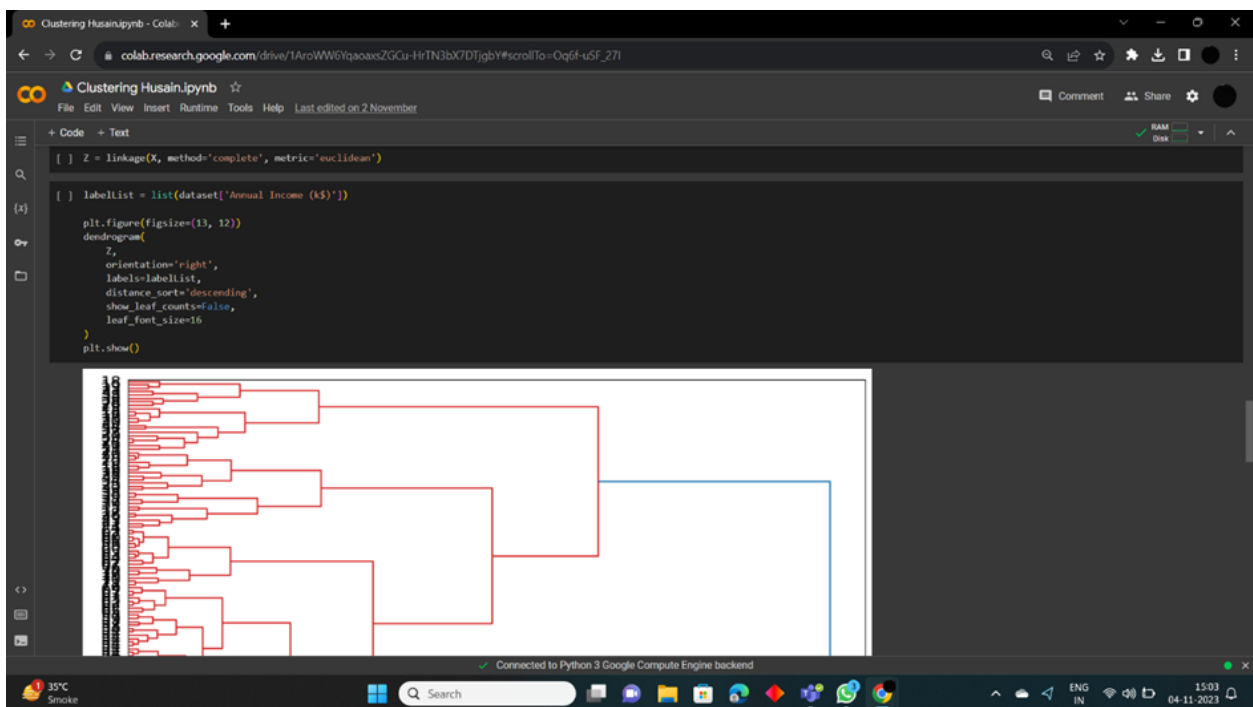 Clustering Husain.ipynb - Colab
colab.research.google.com/drive/1AroWW6YqaoaxsZGCu-HrTN3bX7DTjgbY#scrollTo=Oq6f-uSF_27I
Clustering Husain.ipynb
File Edit View Insert Runtime Tools Help Last edited on 2 November
Comment Share
+ Code + Text
RAM
Disk
[ ] Z = linkage(X, method='complete', metric='euclidean')
[ ] labelList = list(dataset['Annual Income (k$)'])
plt.figure(figsize=(13, 12))
dendrogram(
Z,
orientation='right',
labels=labelList,
distance_sort='descending',
show_leaf_counts=False,
leaf_font_size=16
)
plt.show()
{x}
Connected to Python 3 Google Compute Engine backend
1
35°C
Smoke
Search
ENG
IN
15:03
04-11-2023